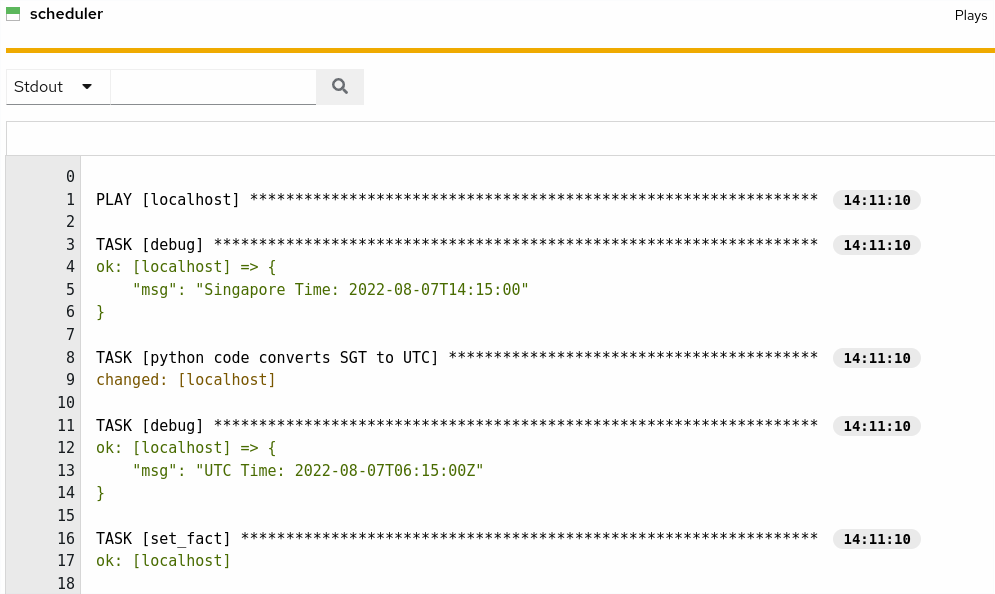 scheduler
Plays
Stdout
0
1 PLAY [localhost] *************************************************************** 14:11:10
2
3 TASK [debug] ******************************************************************* 14:11:10
4 ok: [localhost] => {
5     "msg": "Singapore Time: 2022-08-07T14:15:00"
6 }
7
8 TASK [python code converts SGT to UTC] ***************************************** 14:11:10
9 changed: [localhost]
10
11 TASK [debug] ******************************************************************* 14:11:10
12 ok: [localhost] => {
13     "msg": "UTC Time: 2022-08-07T06:15:00Z"
14 }
15
16 TASK [set_fact] **************************************************************** 14:11:10
17 ok: [localhost]
18